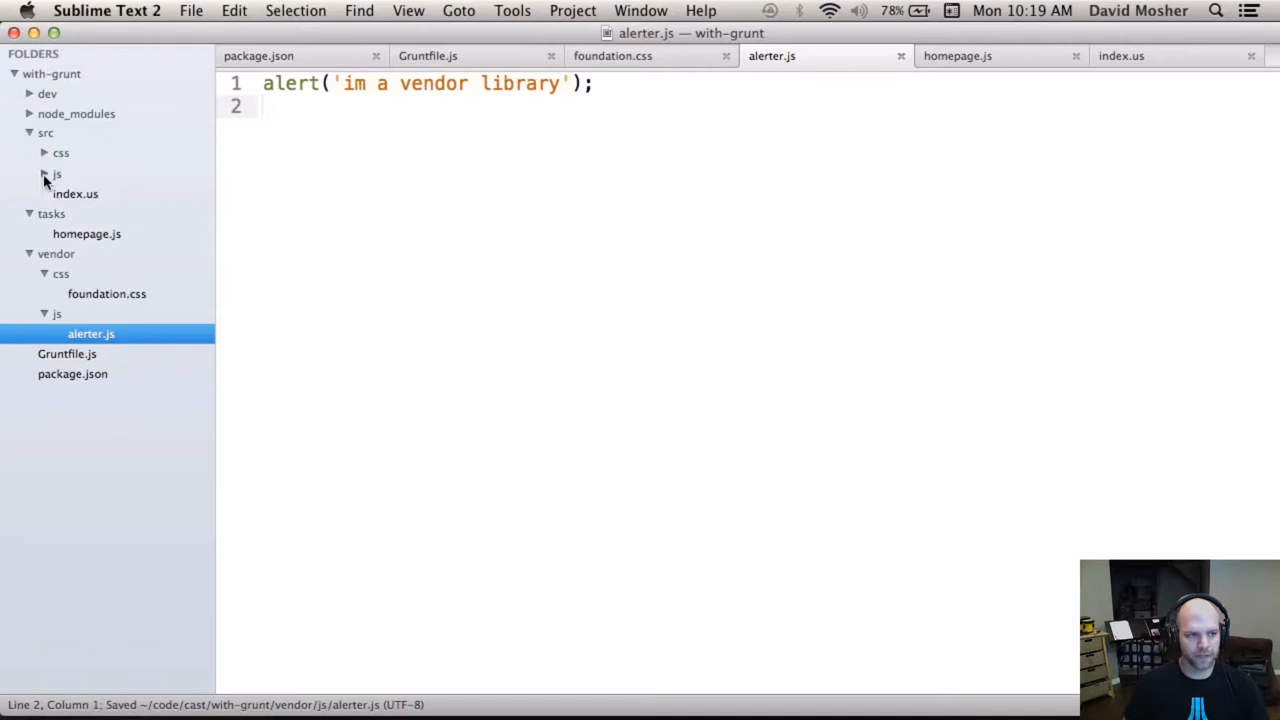 Sublime Text 2 File Edit Selection Find View Goto Tools Project Window Help 78% Mon 10:19 AM David Mosher
alerter.js — with-grunt
FOLDERS
with-grunt
dev
node_modules
src
css
js
index.us
tasks
homepage.js
vendor
css
foundation.css
js
alerter.js
Gruntfile.js
package.json
package.json Gruntfile.js foundation.css alerter.js homepage.js index.us
1 alert('im a vendor library');
2
Line 2, Column 1; Saved ~/code/cast/with-grunt/vendor/js/alerter.js (UTF-8)